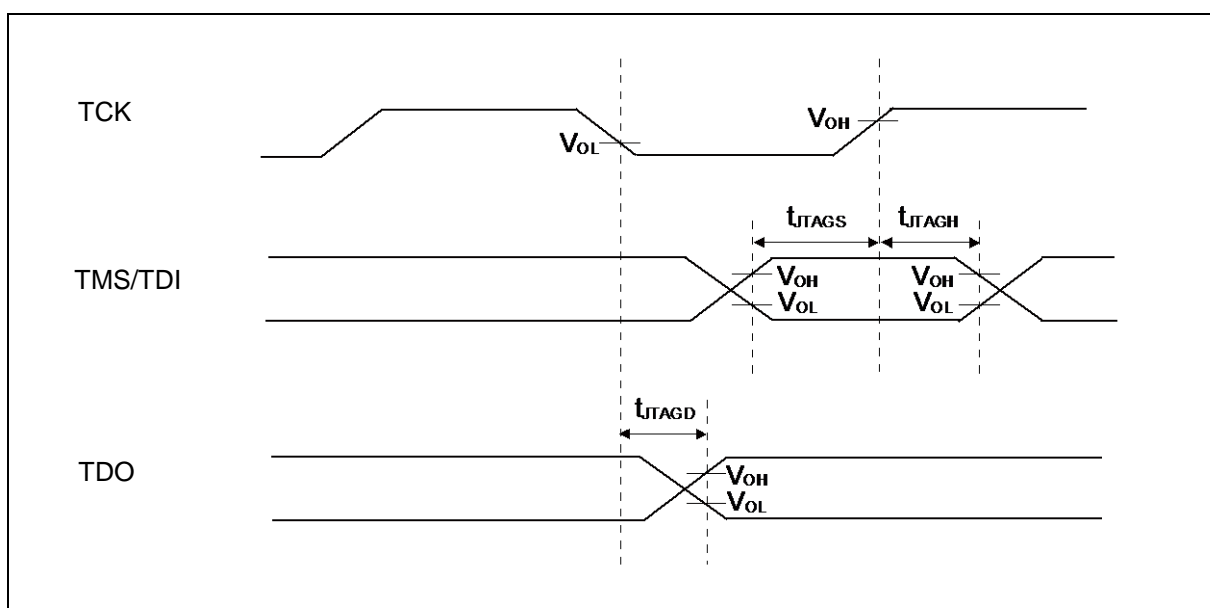 TCK
VOL
VOH
tJTAGS
tJTAGH
TMS/TDI
VOH
VOL
VOH
VOL
tJTAGD
TDO
VOH
VOL